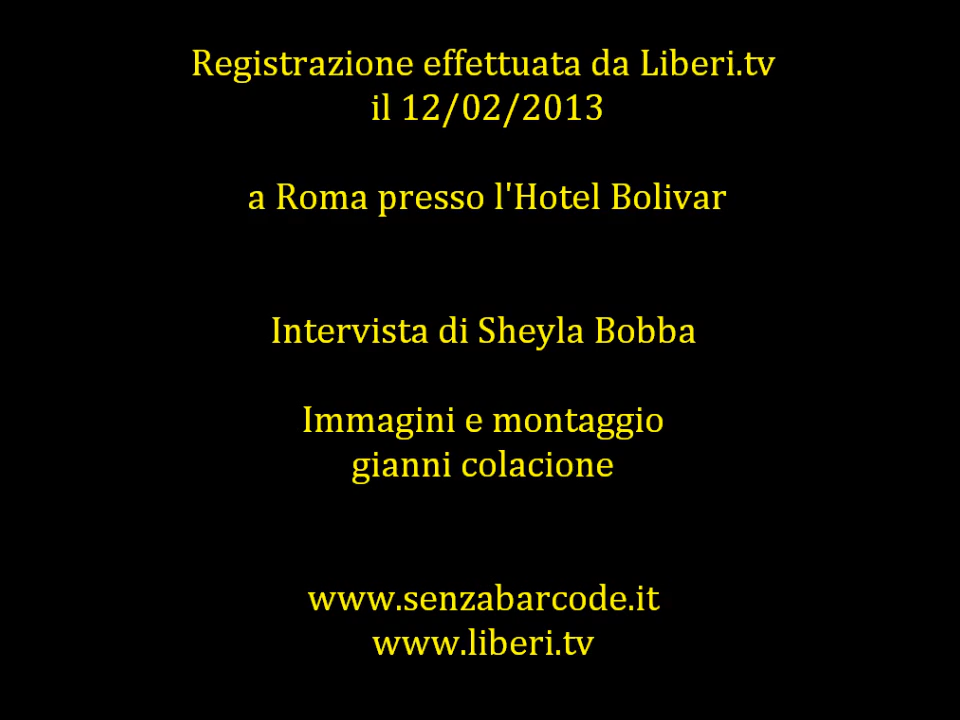 Registrazione effettuata da Liberi.tv
il 12/02/2013
a Roma presso l'Hotel Bolivar
Intervista di Sheyla Bobba
Immagini e montaggio
gianni colacione
www.senzabarcode.it
www.liberi.tv